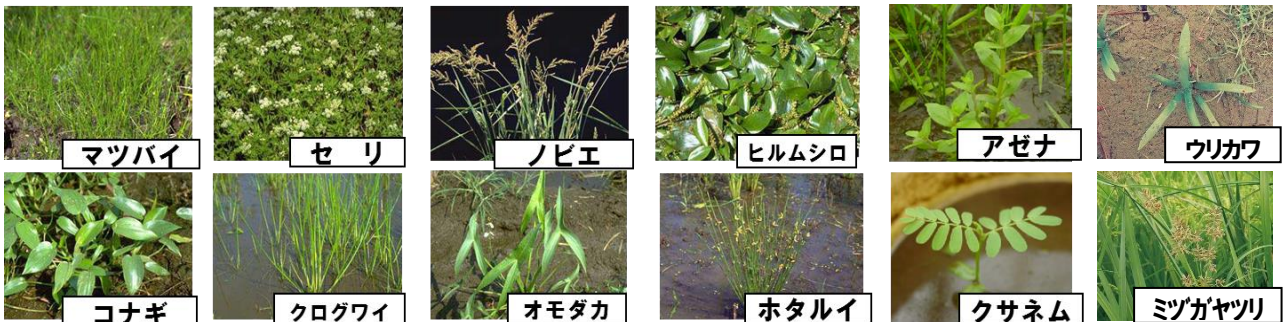 マツバイ
セリ
ノビエ
ヒルムシロ
アゼナ
ウリカワ
コナギ
クログワイ
オモダカ
ホタルイ
クサネム
ミズガヤツリ